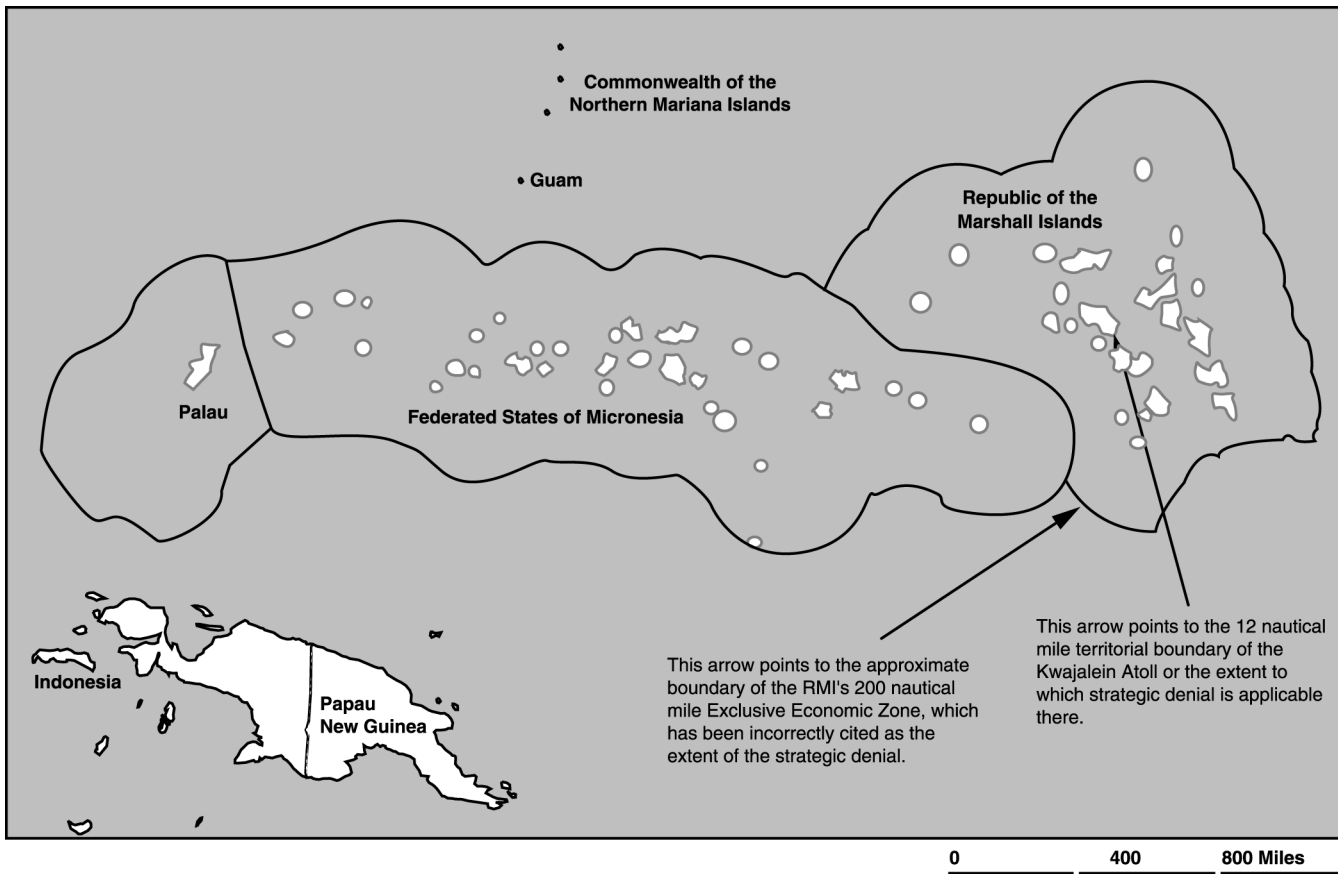 Commonwealth of the
Northern Mariana Islands
Guam
Republic of the
Marshall Islands
Palau
Federated States of Micronesia
This arrow points to the 12 nautical
mile territorial boundary of the
Kwajalein Atoll or the extent to
which strategic denial is applicable
there.
This arrow points to the approximate
boundary of the RMI's 200 nautical
mile Exclusive Economic Zone, which
has been incorrectly cited as the
extent of the strategic denial.
Indonesia
Papau
New Guinea
0 400 800 Miles